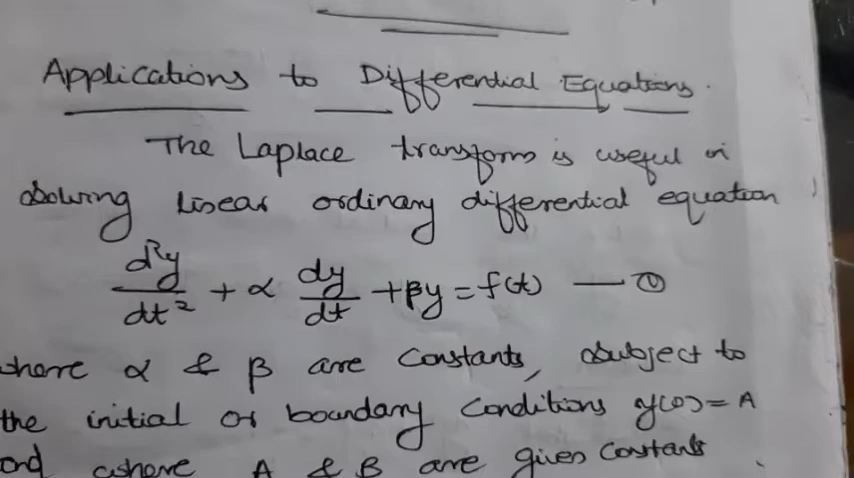 Applications to Differential Equations.
The Laplace transform is useful in
solving linear ordinary differential equation
d²y/dt² + α dy/dt + βy = f(t) — ①
where α & β are constants, subject to
the initial or boundary conditions y(0) = A
and where A & B are given constants.